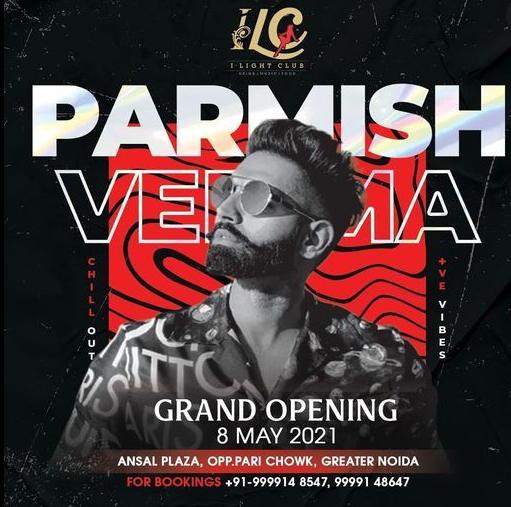 iLC
I·LIGHT CLUB
DRINK | MUSIC | FOOD
PARMISH
VERMA
CHILL OUT
+VE VIBES
GRAND OPENING
8 MAY 2021
ANSAL PLAZA, OPP.PARI CHOWK, GREATER NOIDA
FOR BOOKINGS +91-999914 8547, 99991 48647